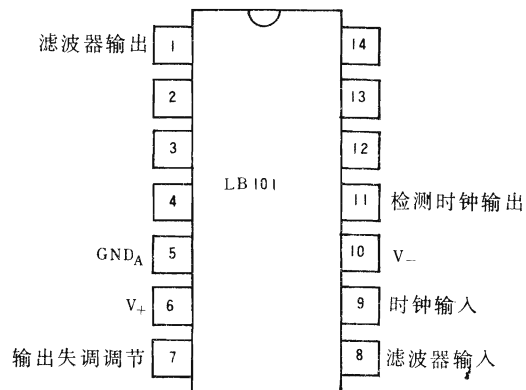 滤波器输出 1 14
2 13
3 12
LB101
4 11 检测时钟输出
GNDA 5 10 V−
V+ 6 9 时钟输入
输出失调调节 7 8 滤波器输入